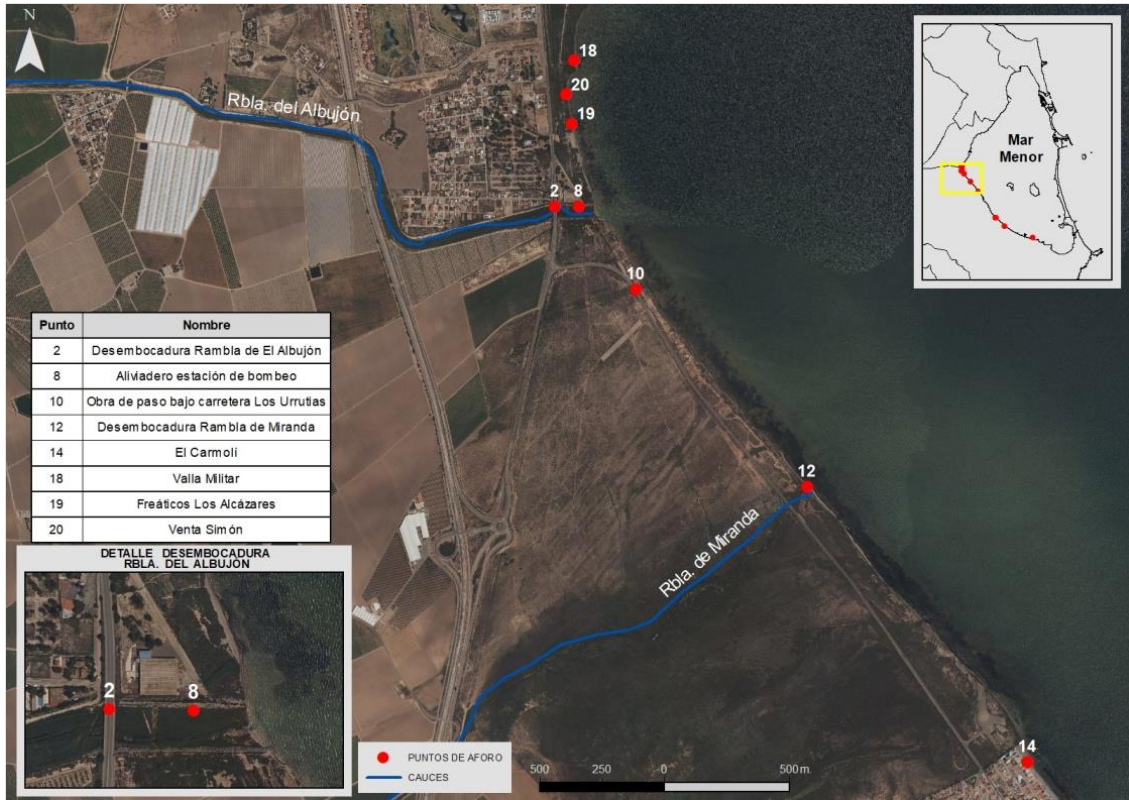 N
18
20
19
Rbla. del Albujón
2
8
10
Mar
Menor
Punto Nombre
2 Desembocadura Rambla de El Albujón
8 Aliviadero estación de bombeo
10 Obra de paso bajo carretera Los Urrutias
12 Desembocadura Rambla de Miranda
14 El Carmolí
18 Valla Militar
19 Freáticos Los Alcázares
20 Venta Simón
12
Rbla. de Miranda
DETALLE DESEMBOCADURA
RBLA. DEL ALBUJÓN
2
8
PUNTOS DE AFORO
CAUCES
500 250 0 500 m.
14